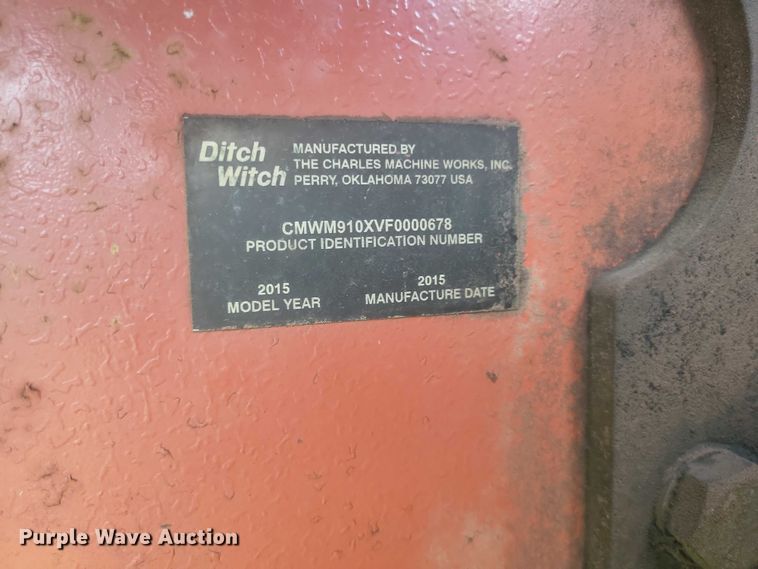 Ditch Witch
MANUFACTURED BY
THE CHARLES MACHINE WORKS, INC.
PERRY, OKLAHOMA 73077 USA
CMWM910XVF0000678
PRODUCT IDENTIFICATION NUMBER
2015
MODEL YEAR
2015
MANUFACTURE DATE
Purple Wave Auction